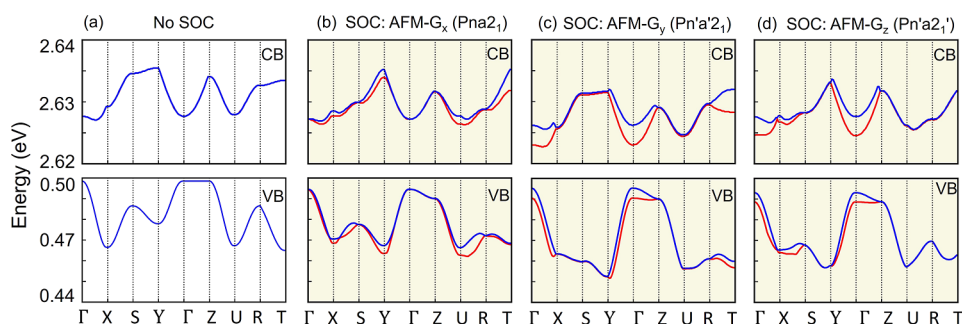 (a) No SOC
(b) SOC: AFM-Gx (Pna21)
(c) SOC: AFM-Gy (Pn'a'21)
(d) SOC: AFM-Gz (Pn'a21')
Energy (eV)
2.64
2.63
2.62
CB
CB
CB
CB
0.50
0.47
0.44
VB
VB
VB
VB
Γ X S Y Γ Z U R T
Γ X S Y Γ Z U R T
Γ X S Y Γ Z U R T
Γ X S Y Γ Z U R T